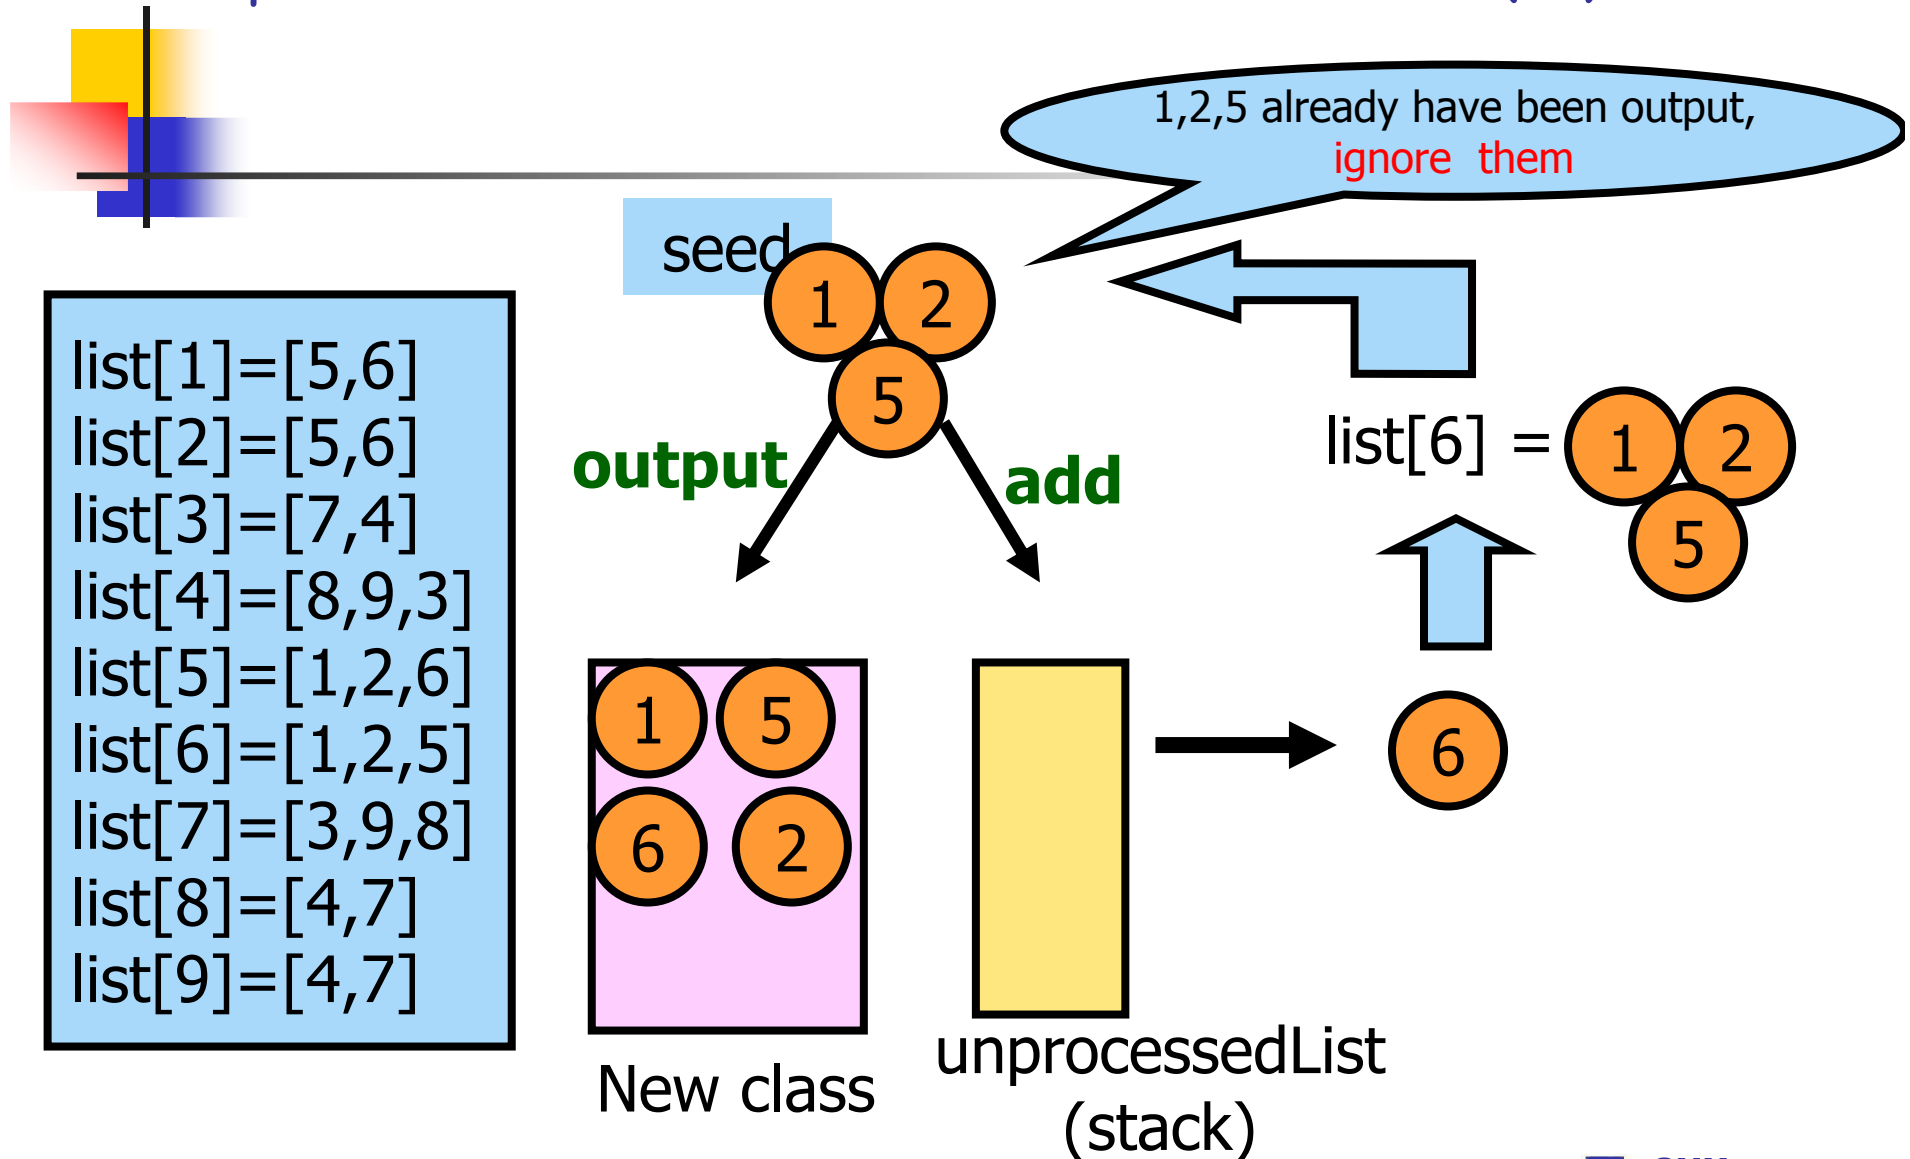 1,2,5 already have been output,
ignore them
seed
1
2
5
list[1]=[5,6]
list[2]=[5,6]
list[3]=[7,4]
list[4]=[8,9,3]
list[5]=[1,2,6]
list[6]=[1,2,5]
list[7]=[3,9,8]
list[8]=[4,7]
list[9]=[4,7]
output
add
list[6] =
1
2
5
1
5
6
2
6
New class
unprocessedList
(stack)